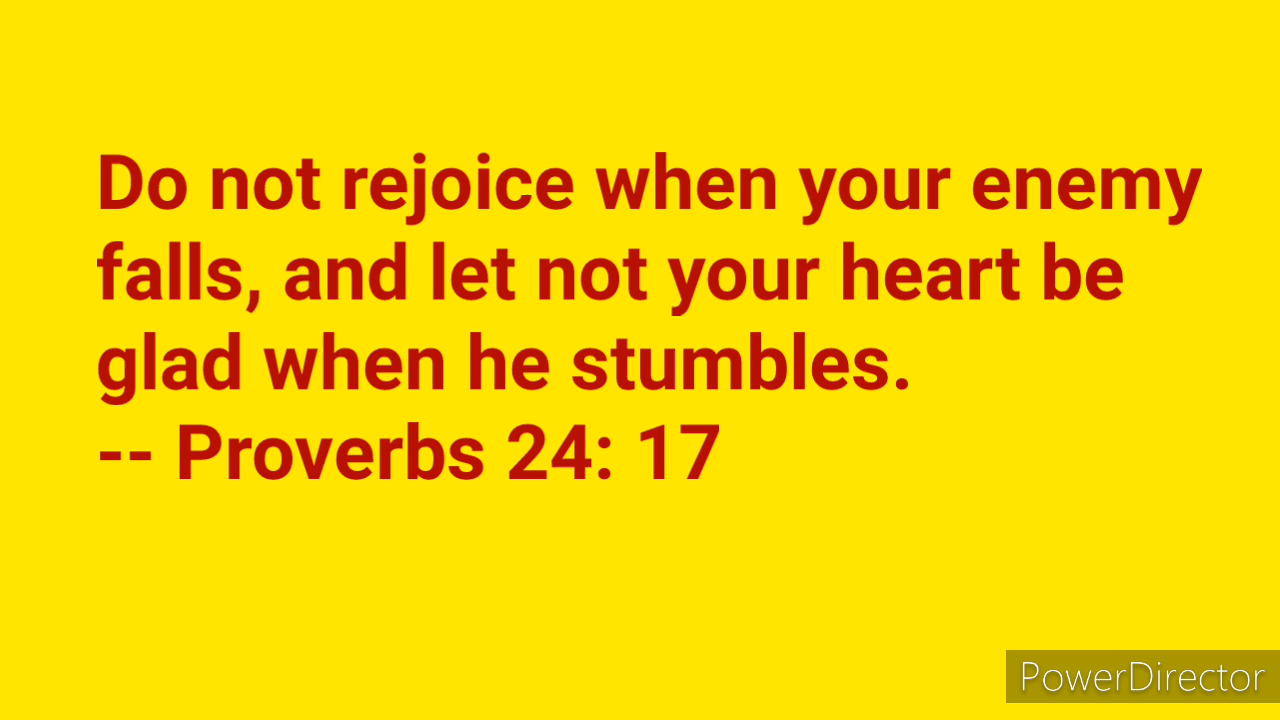 Do not rejoice when your enemy
falls, and let not your heart be
glad when he stumbles.
-- Proverbs 24: 17
PowerDirector